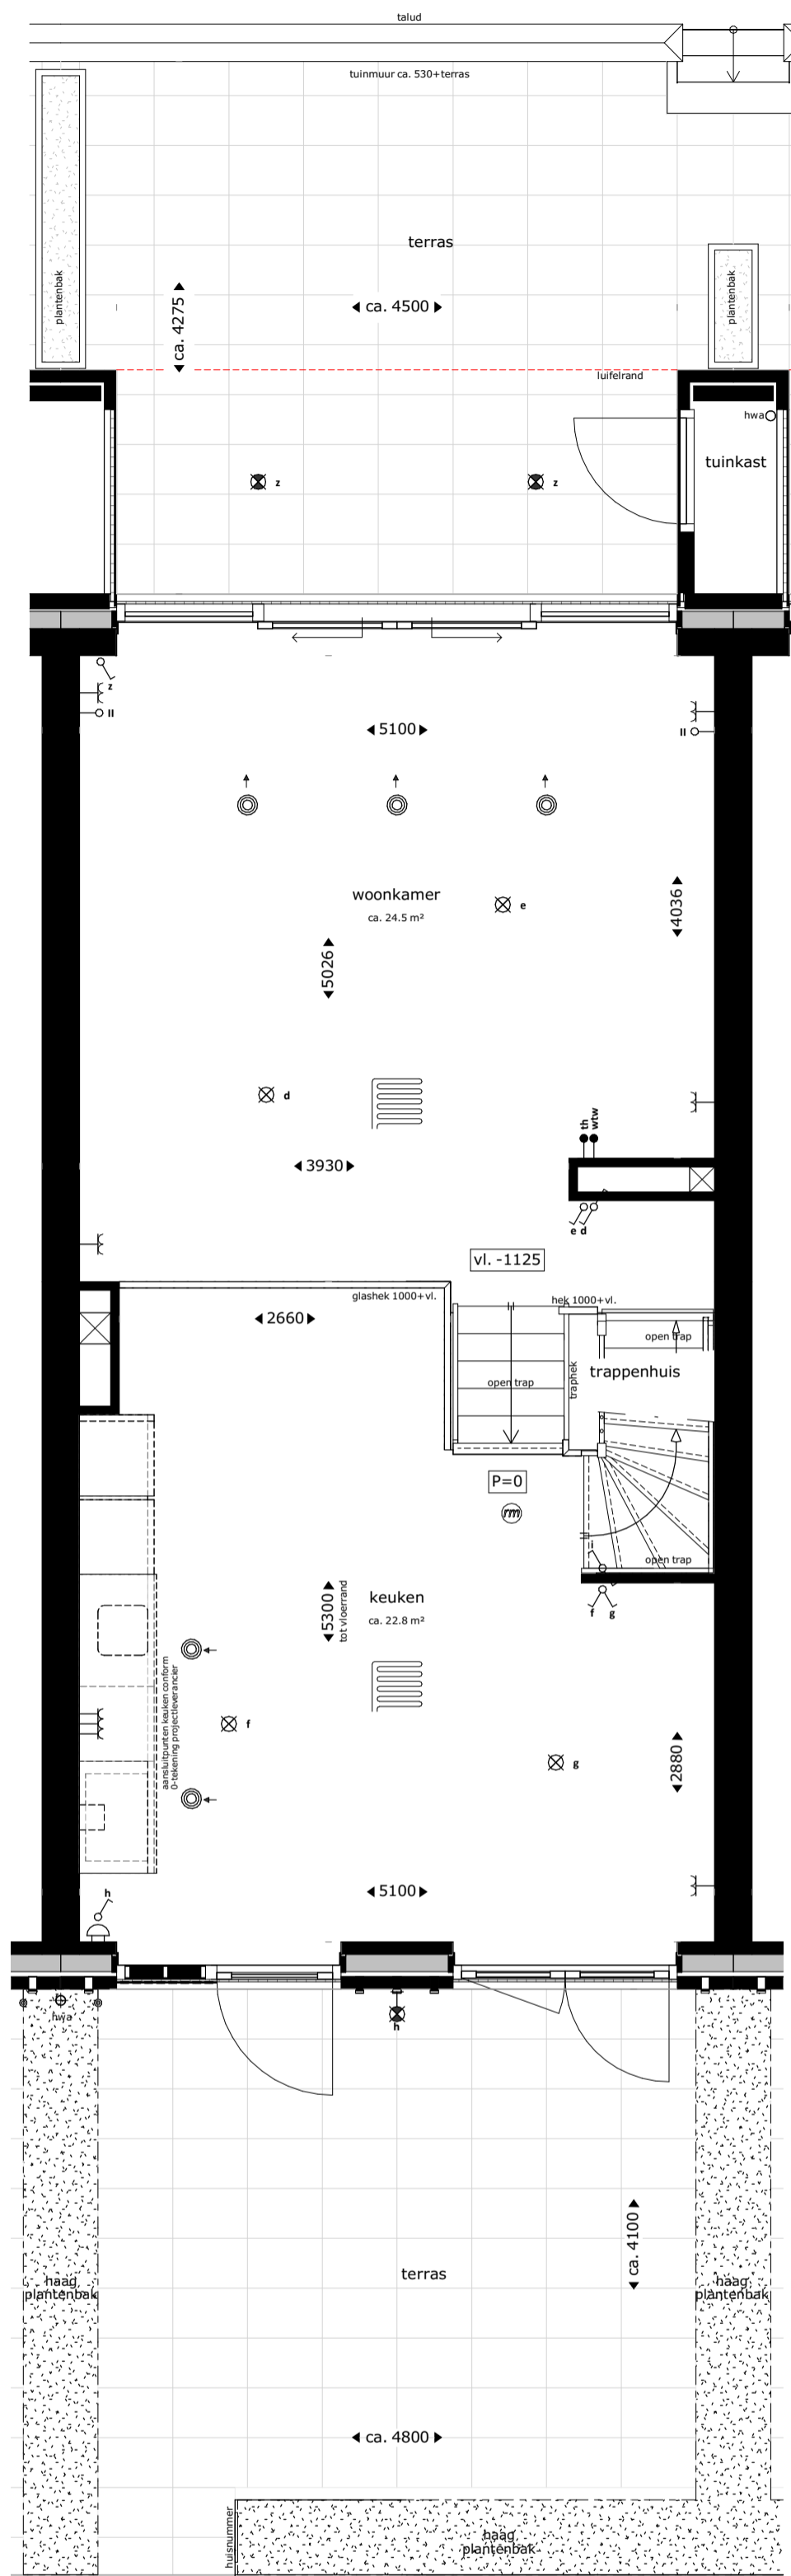 talud
tuinmuur ca. 530+terras
plantenbak
terras
plantenbak
ca. 4275
ca. 4500
luifelrand
hwa
tuinkast
z
z
z
II
II
5100
woonkamer
ca. 24.5 m²
e
4036
5026
d
th
wtw
3930
e d
vl. -1125
glashek 1000+vl.
hek 1000+vl.
2660
open trap
trappenhuis
open trap
traphek
P=0
rm
open trap
i
f
g
keuken
ca. 22.8 m²
5300
tot vloerrand
aansluitpunten keuken conform
0-tekening projectleverancier
f
g
2880
5100
h
hwa
h
ca. 4100
terras
haag
plantenbak
haag
plantenbak
ca. 4800
huisnummer
haag
plantenbak